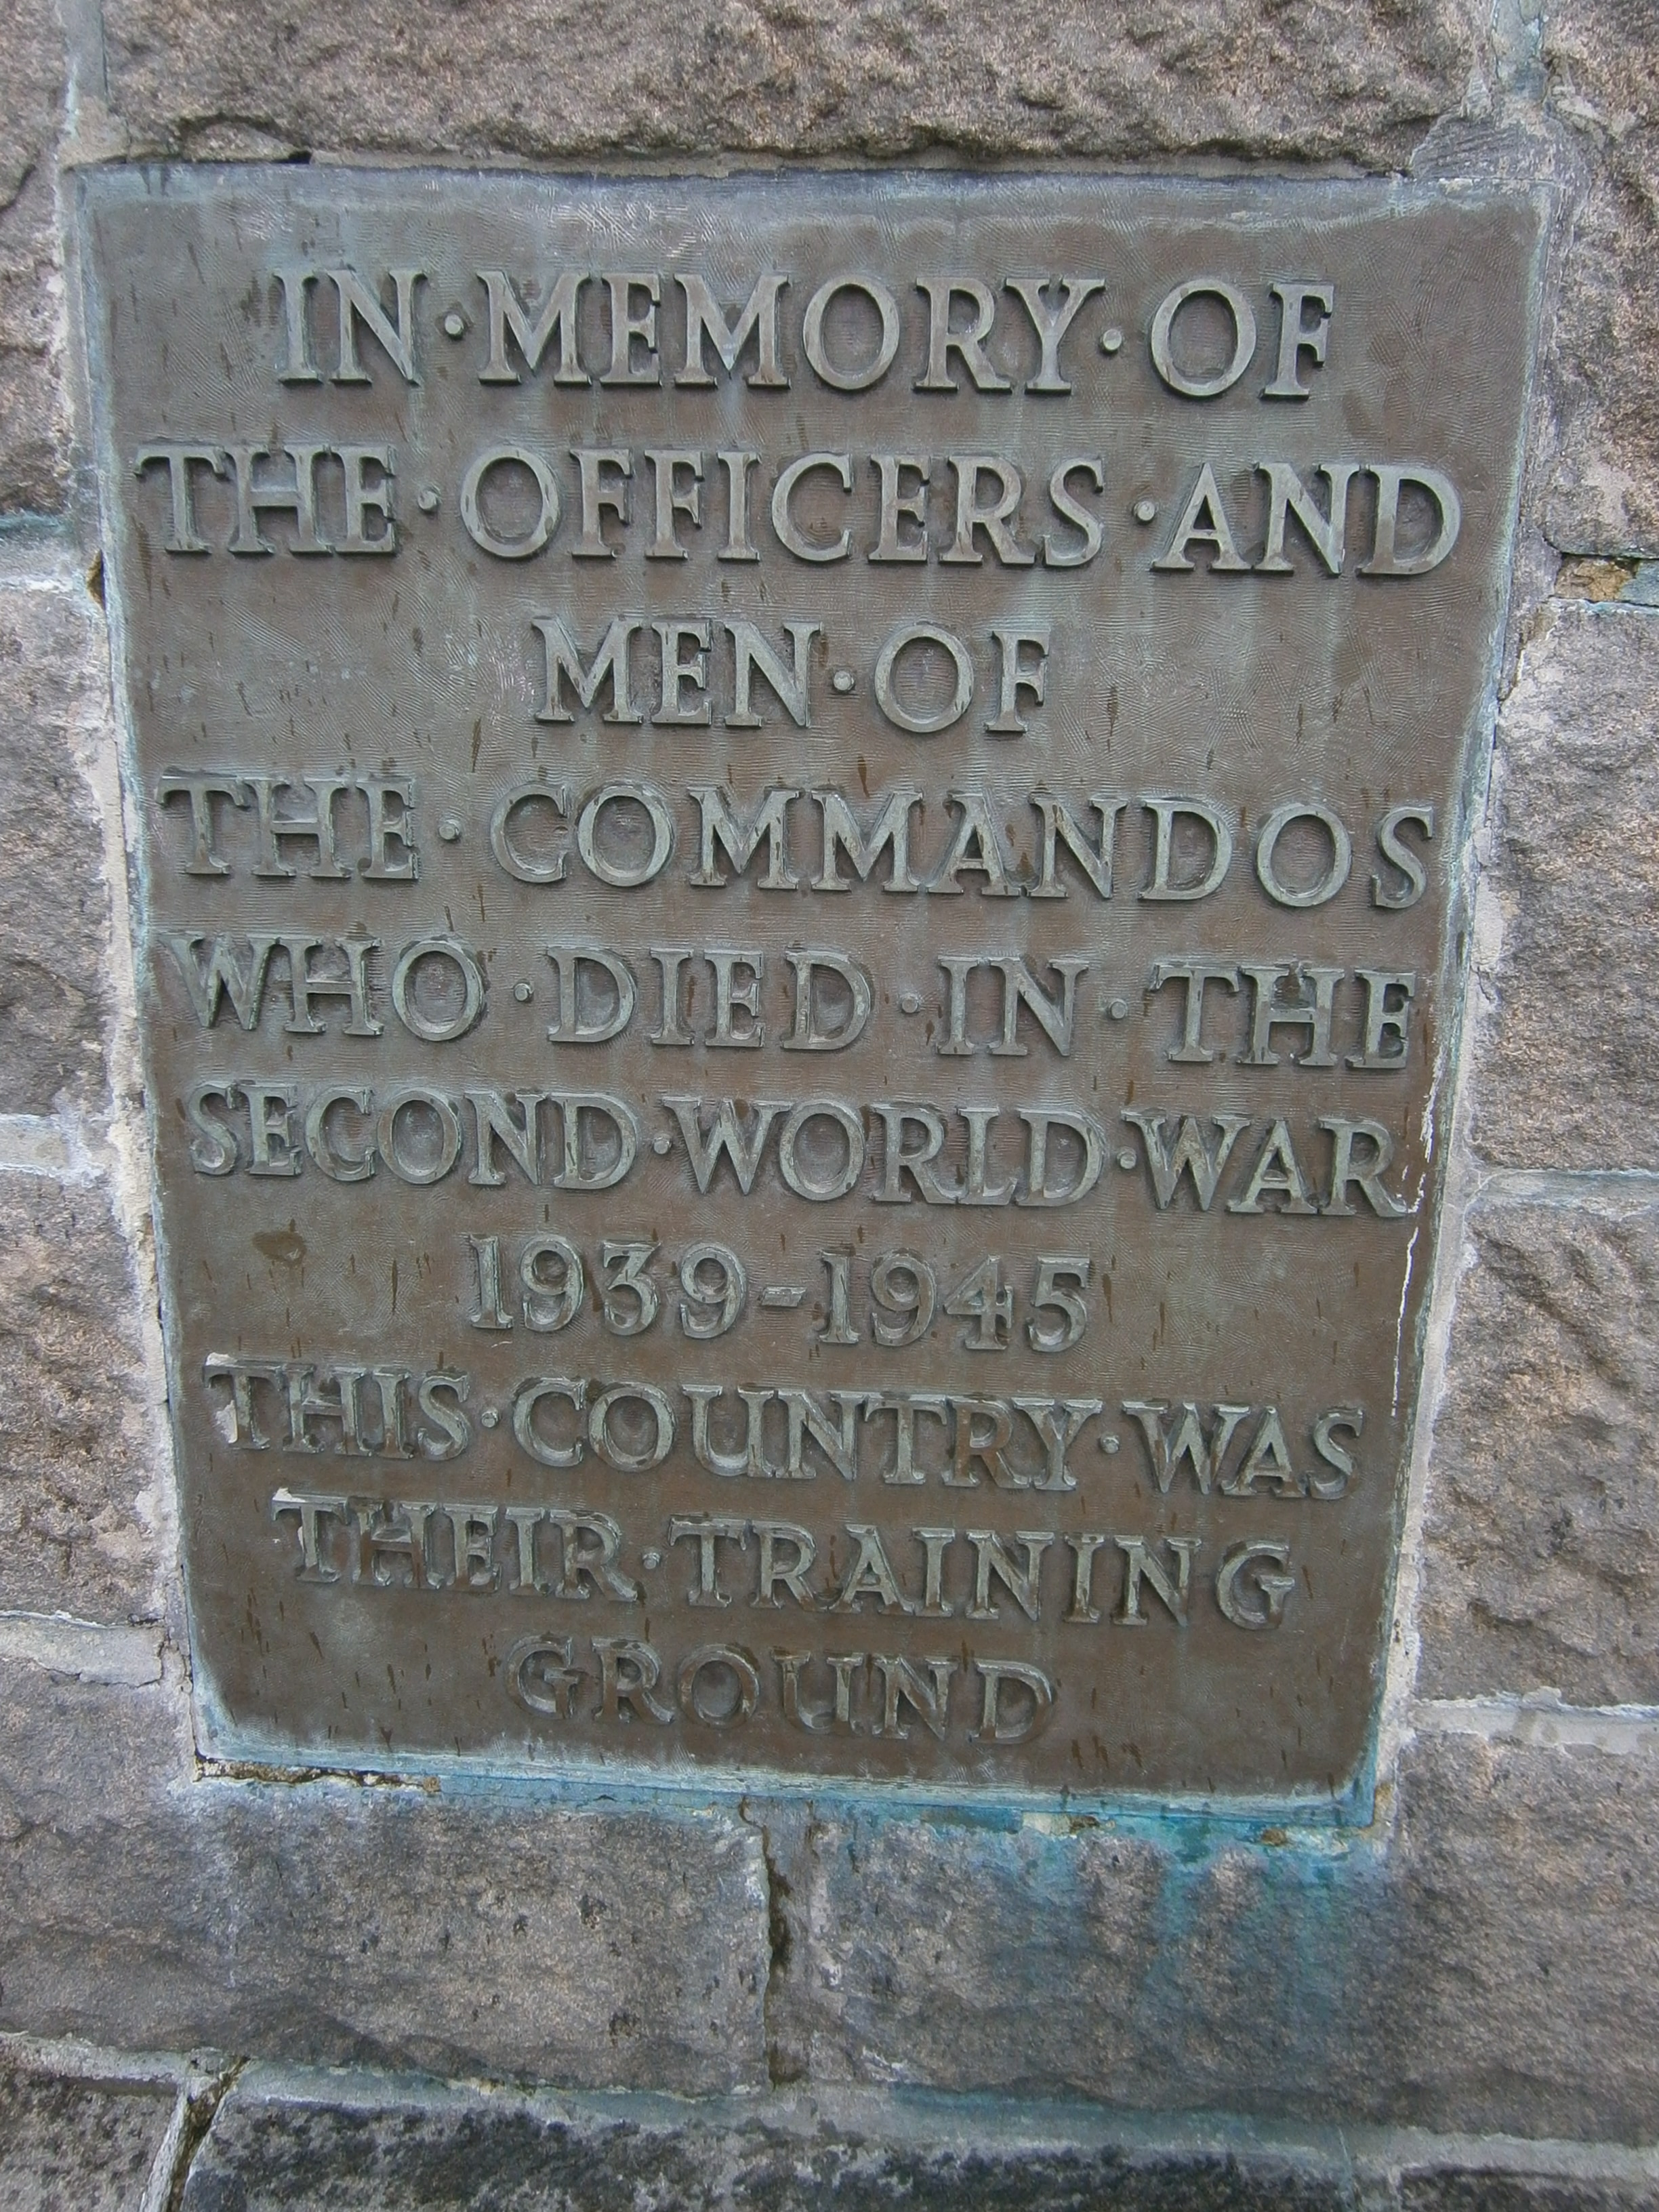 IN·MEMORY·OF
THE·OFFICERS·AND
MEN·OF
THE·COMMANDOS
WHO·DIED·IN·THE
SECOND·WORLD·WAR
1939-1945
THIS·COUNTRY·WAS
THEIR·TRAINING
GROUND